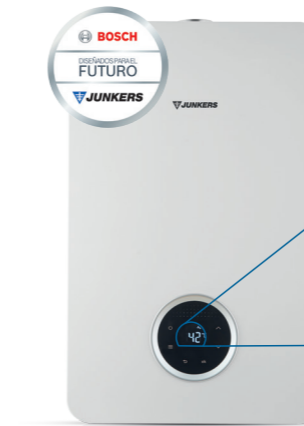 BOSCH
DISEÑADOS PARA EL
FUTURO
JUNKERS
JUNKERS
42°